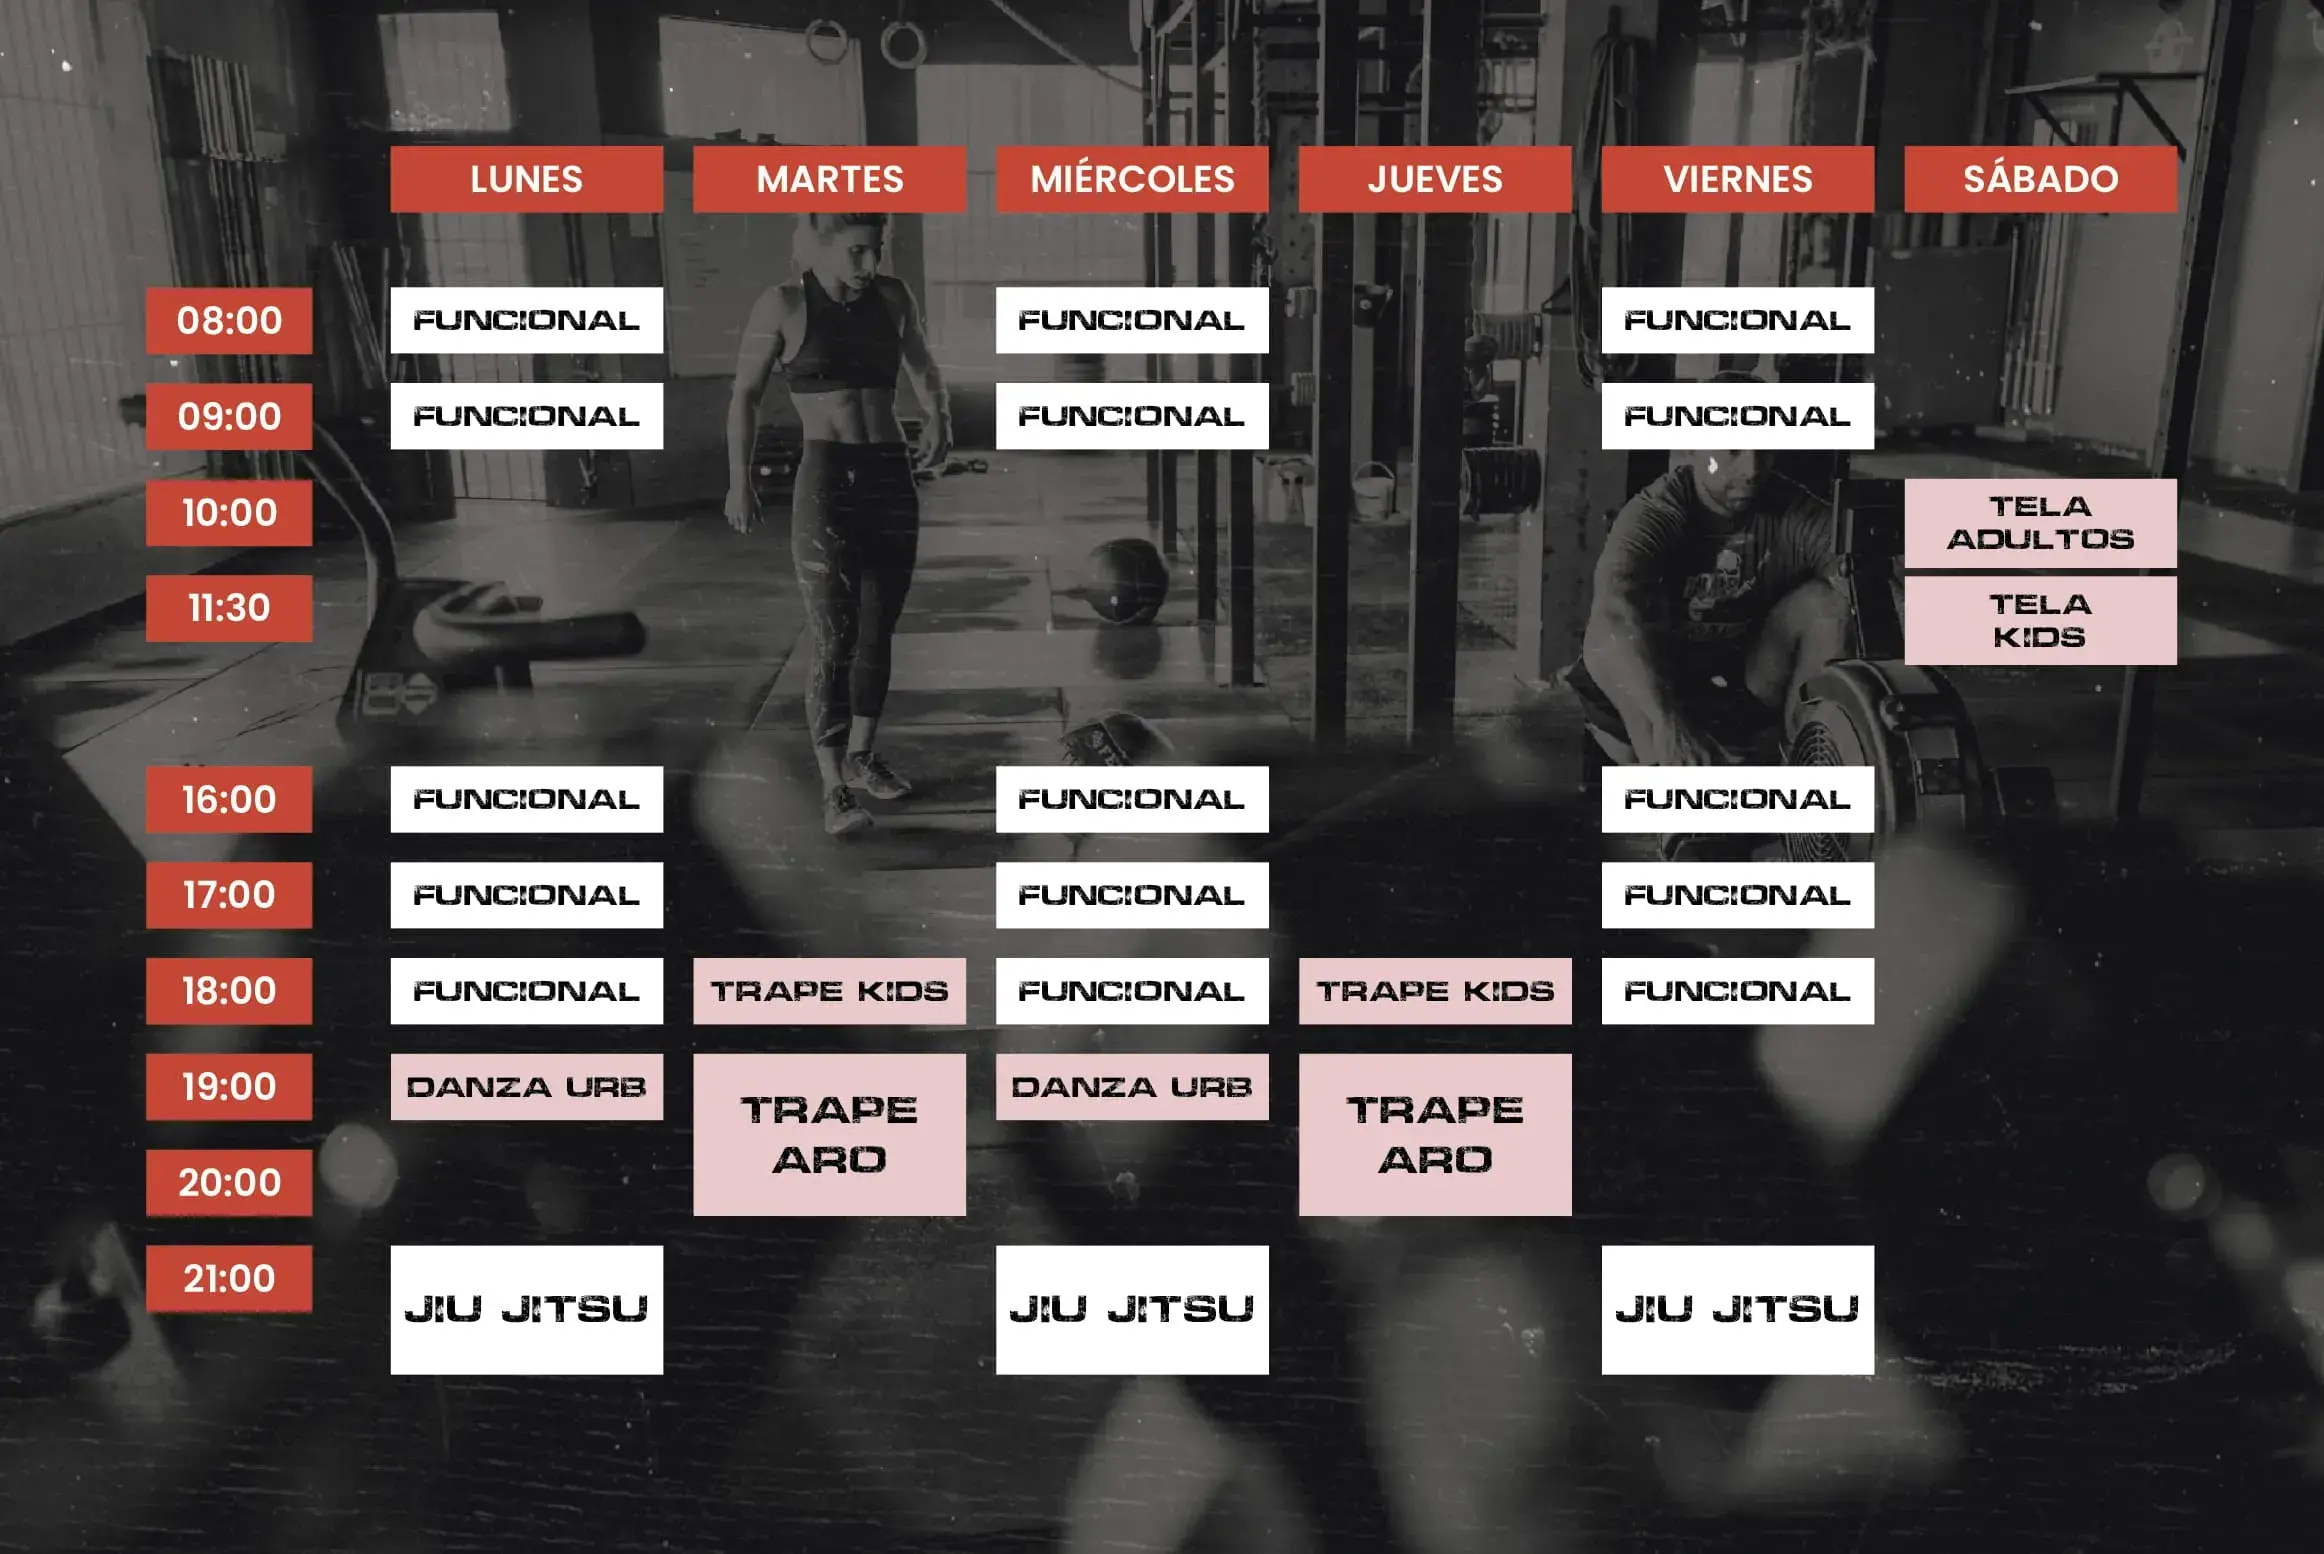 LUNES MARTES MIÉRCOLES JUEVES VIERNES SÁBADO
08:00 FUNCIONAL FUNCIONAL FUNCIONAL
09:00 FUNCIONAL FUNCIONAL FUNCIONAL
10:00 TELA
ADULTOS
11:30 TELA
KIDS
16:00 FUNCIONAL FUNCIONAL FUNCIONAL
17:00 FUNCIONAL FUNCIONAL FUNCIONAL
18:00 FUNCIONAL TRAPE KIDS FUNCIONAL TRAPE KIDS FUNCIONAL
19:00 DANZA URB TRAPE DANZA URB TRAPE
ARO ARO
20:00
21:00 JIU JITSU JIU JITSU JIU JITSU